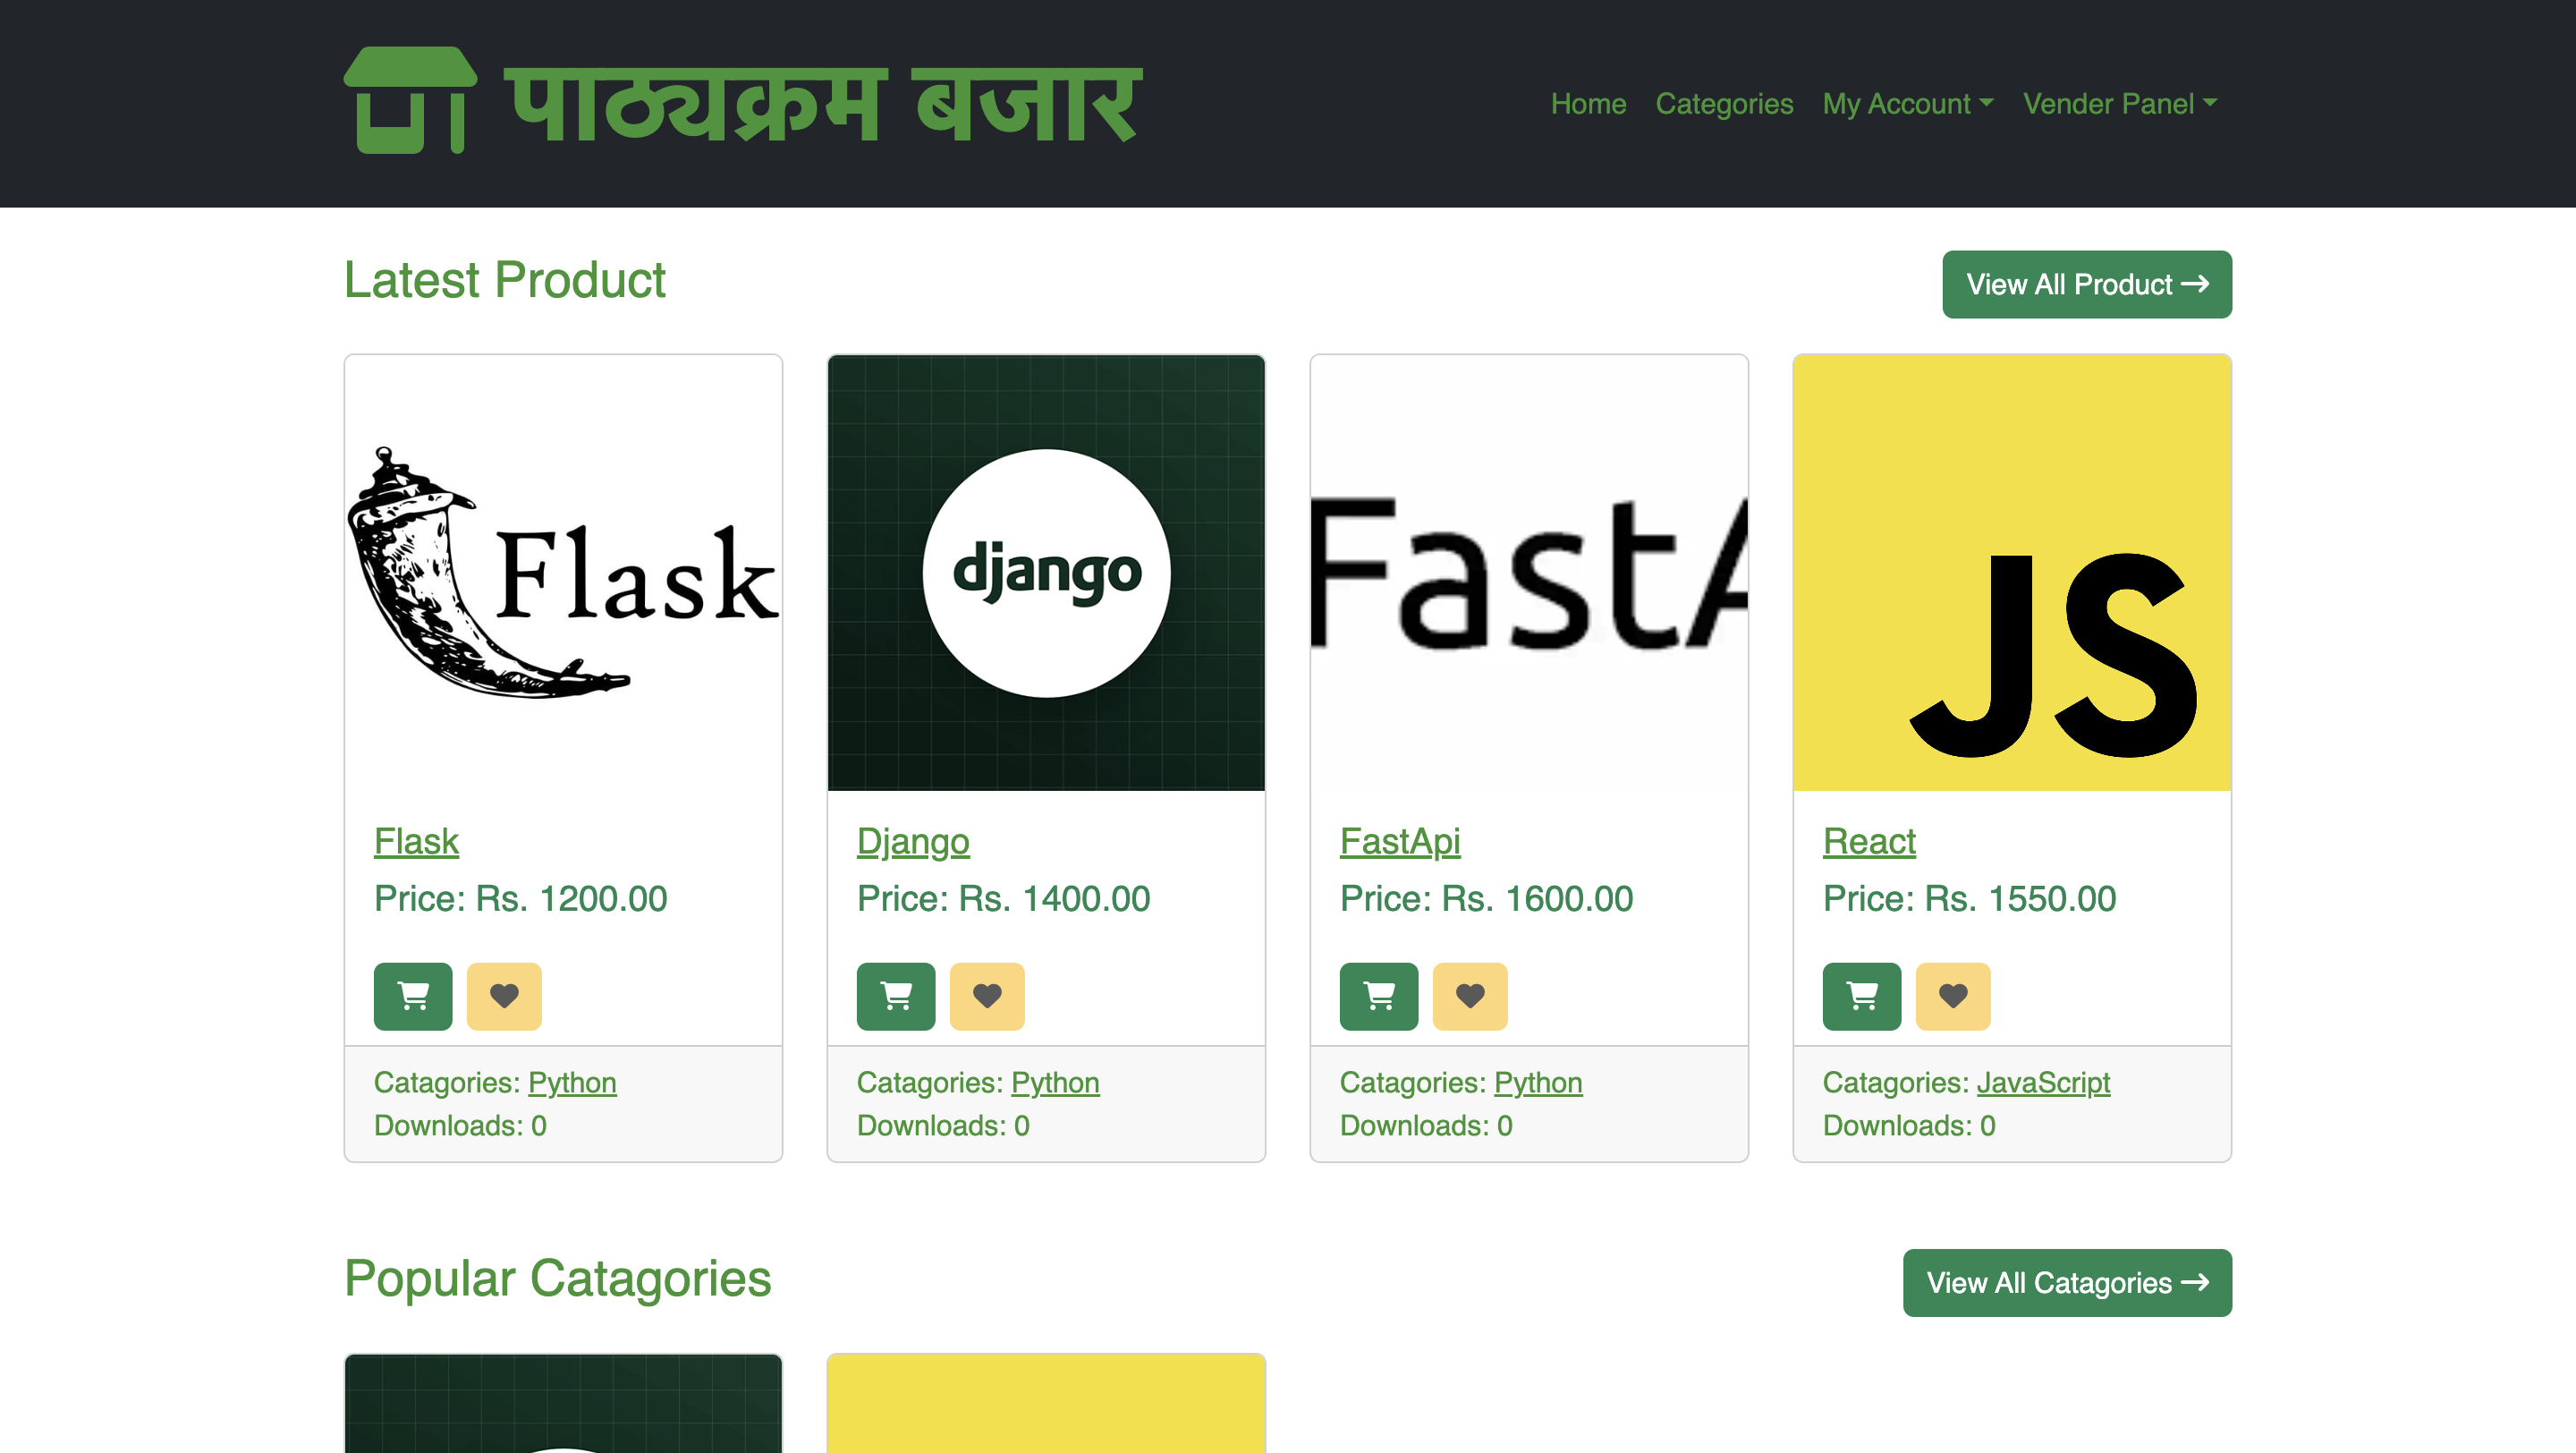 पाठ्यक्रम बजार
Home Categories My Account Vender Panel
Latest Product
View All Product
Flask
django
FastA
JS
Flask
Price: Rs. 1200.00
Catagories: Python
Downloads: 0
Django
Price: Rs. 1400.00
Catagories: Python
Downloads: 0
FastApi
Price: Rs. 1600.00
Catagories: Python
Downloads: 0
React
Price: Rs. 1550.00
Catagories: JavaScript
Downloads: 0
Popular Catagories
View All Catagories